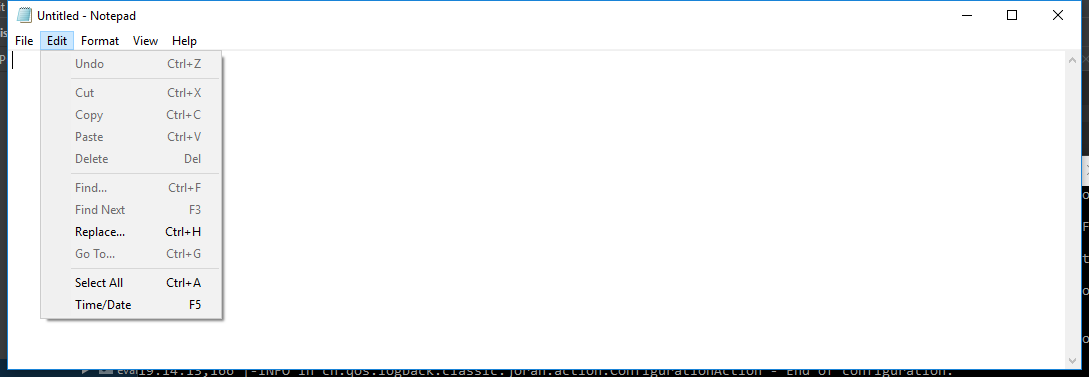 Untitled - Notepad
File Edit Format View Help
Undo Ctrl+Z
Cut Ctrl+X
Copy Ctrl+C
Paste Ctrl+V
Delete Del
Find... Ctrl+F
Find Next F3
Replace... Ctrl+H
Go To... Ctrl+G
Select All Ctrl+A
Time/Date F5
eval 19:14:13,166 |-INFO in ch.qos.logback.classic.joran.action.ConfigurationAction - End of configuration.